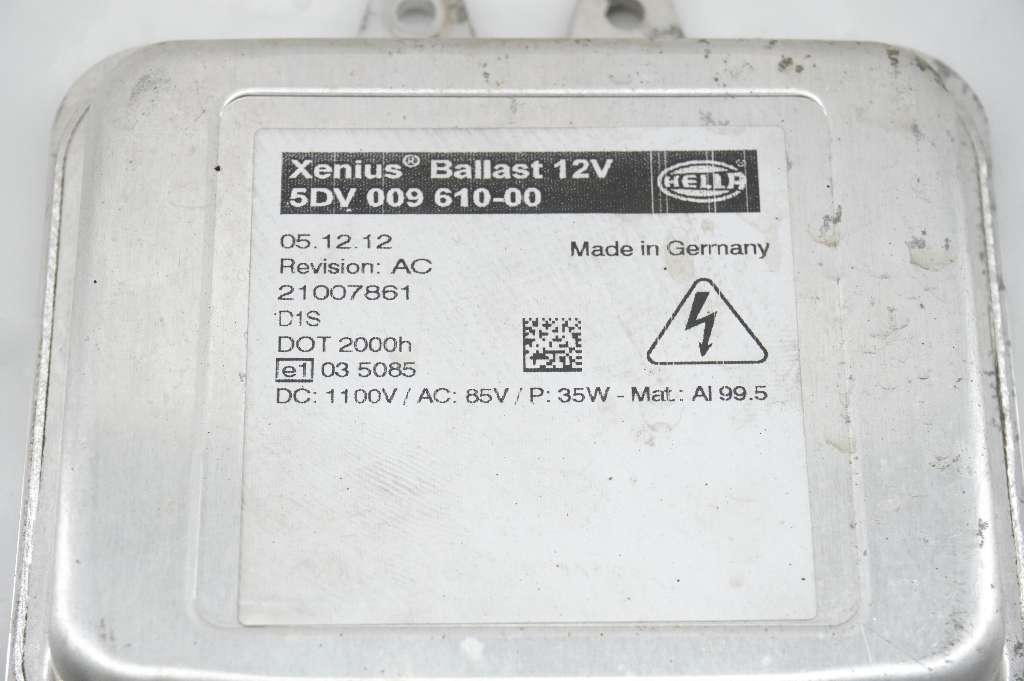 Xenius® Ballast 12V
5DV 009 610-00
HELLA
05.12.12
Made in Germany
Revision: AC
21007861
D1S
DOT 2000h
e1 03 5085
DC: 1100V / AC: 85V / P: 35W - Mat.: Al 99.5